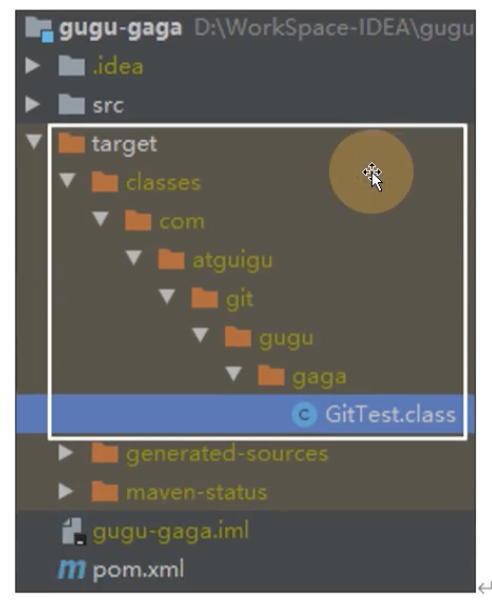 gugu-gaga D:\WorkSpace-IDEA\gugu
.idea
src
target
classes
com
atguigu
git
gugu
gaga
GitTest.class
generated-sources
maven-status
gugu-gaga.iml
pom.xml